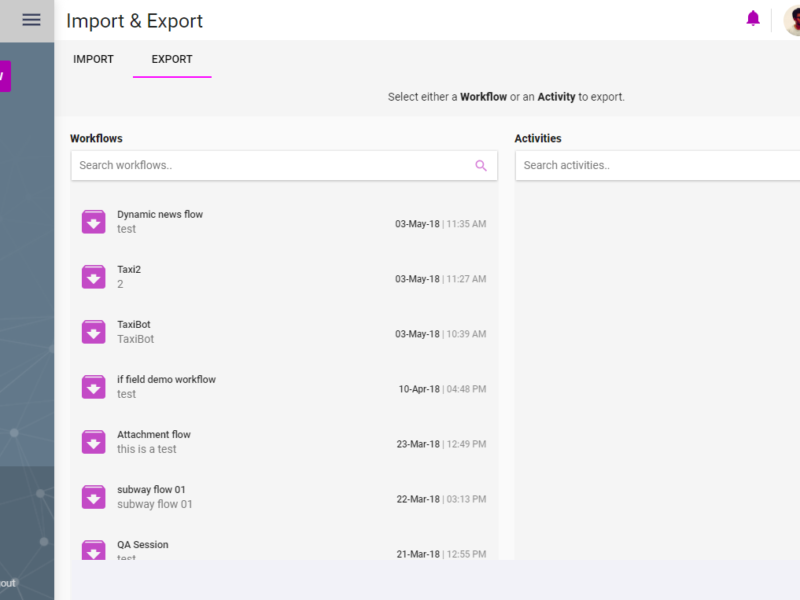 Import & Export
IMPORT
EXPORT
Select either a Workflow or an Activity to export.
Workflows
Search workflows..
Dynamic news flow
test
03-May-18 | 11:35 AM
Taxi2
2
03-May-18 | 11:27 AM
TaxiBot
TaxiBot
03-May-18 | 10:39 AM
if field demo workflow
test
10-Apr-18 | 04:48 PM
Attachment flow
this is a test
23-Mar-18 | 12:49 PM
subway flow 01
subway flow 01
22-Mar-18 | 03:13 PM
QA Session
test
21-Mar-18 | 12:55 PM
Activities
Search activities..
out